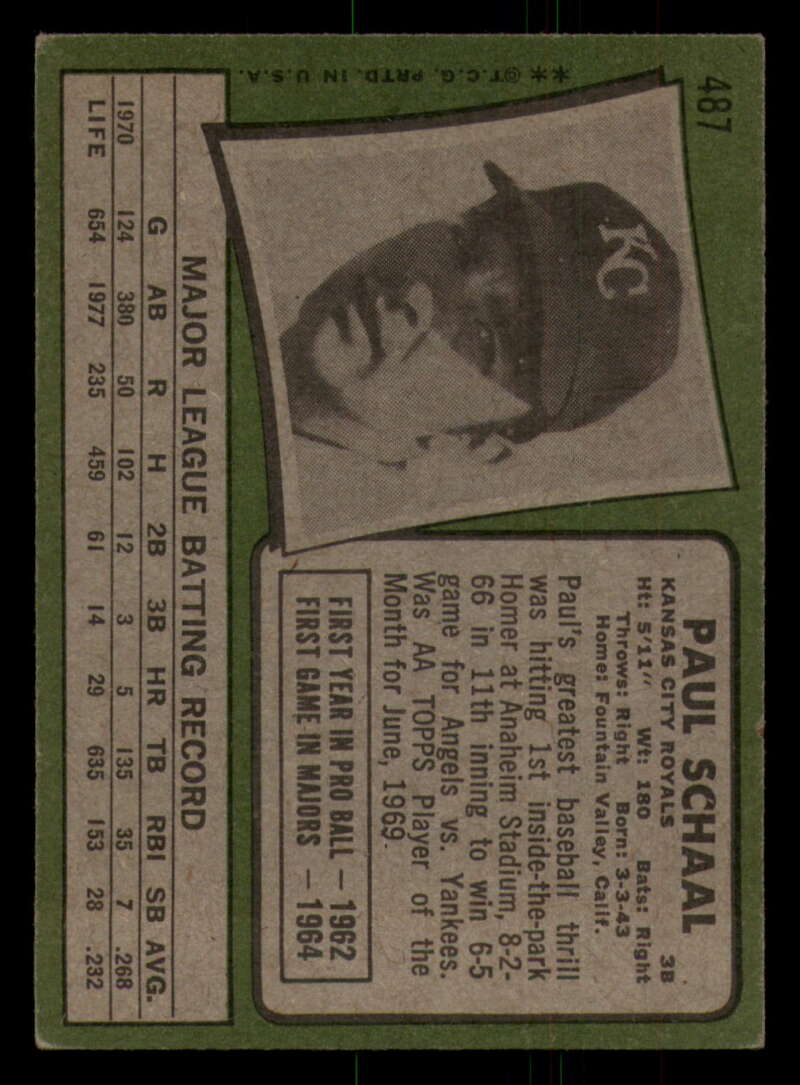 487
KC
PAUL SCHAAL
KANSAS CITY ROYALS 3B
Ht: 5'11" Wt: 180 Bats: Right
Throws: Right Born: 3-3-43
Home: Fountain Valley, Calif.
Paul's greatest baseball thrill
was hitting 1st inside-the-park
Homer at Anaheim Stadium, 8-2-
66 in 11th inning to win 6-5
game for Angels vs. Yankees.
Was AA TOPPS Player of the
Month for June, 1969.
FIRST YEAR IN PRO BALL — 1962
FIRST GAME IN MAJORS — 1964
MAJOR LEAGUE BATTING RECORD
G AB R H 2B 3B HR TB RBI SB AVG.
1970 124 380 50 102 12 3 5 135 35 7 .268
LIFE 654 1977 235 459 61 14 29 635 153 28 .232
** @T.C.G. PRTD. IN U.S.A.